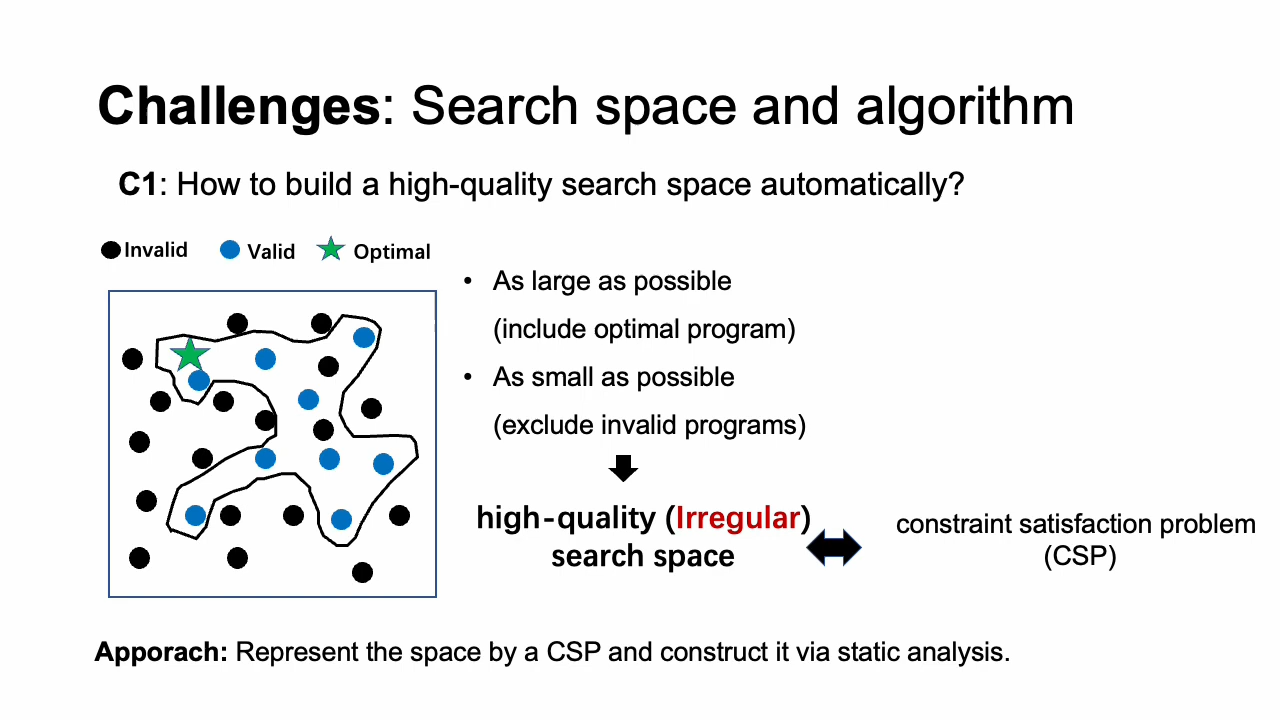 Challenges: Search space and algorithm
C1: How to build a high-quality search space automatically?
Invalid Valid Optimal
• As large as possible
(include optimal program)
• As small as possible
(exclude invalid programs)
high-quality (Irregular)
search space
constraint satisfaction problem
(CSP)
Apporach: Represent the space by a CSP and construct it via static analysis.